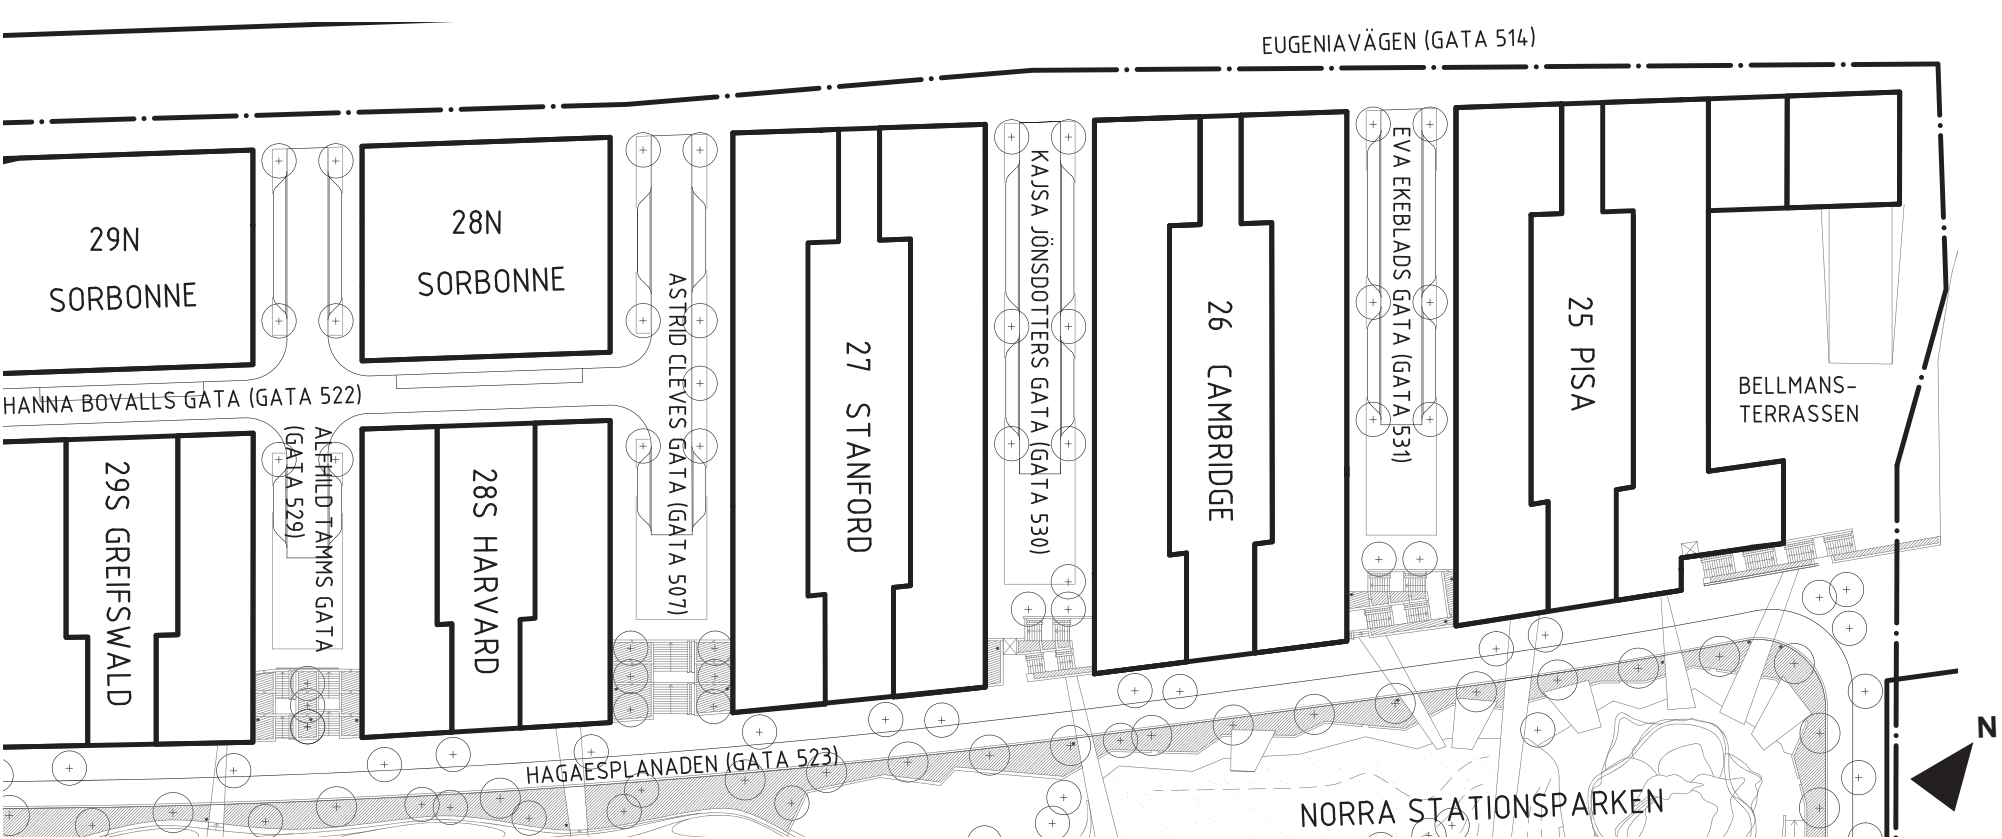 EUGENIAVÄGEN (GATA 514)
29N
SORBONNE
28N
SORBONNE
HANNA BOVALLS GATA (GATA 522)
29S GREIFSWALD
ALFHILD TAMMS GATA
(GATA 529)
28S HARVARD
ASTRID CLEVES GATA (GATA 507)
27 STANFORD
KAJSA JÖNSDOTTERS GATA (GATA 530)
26 CAMBRIDGE
EVA EKEBLADS GATA (GATA 531)
25 PISA
BELLMANS-
TERRASSEN
HAGAESPLANADEN (GATA 523)
NORRA STATIONSPARKEN
N